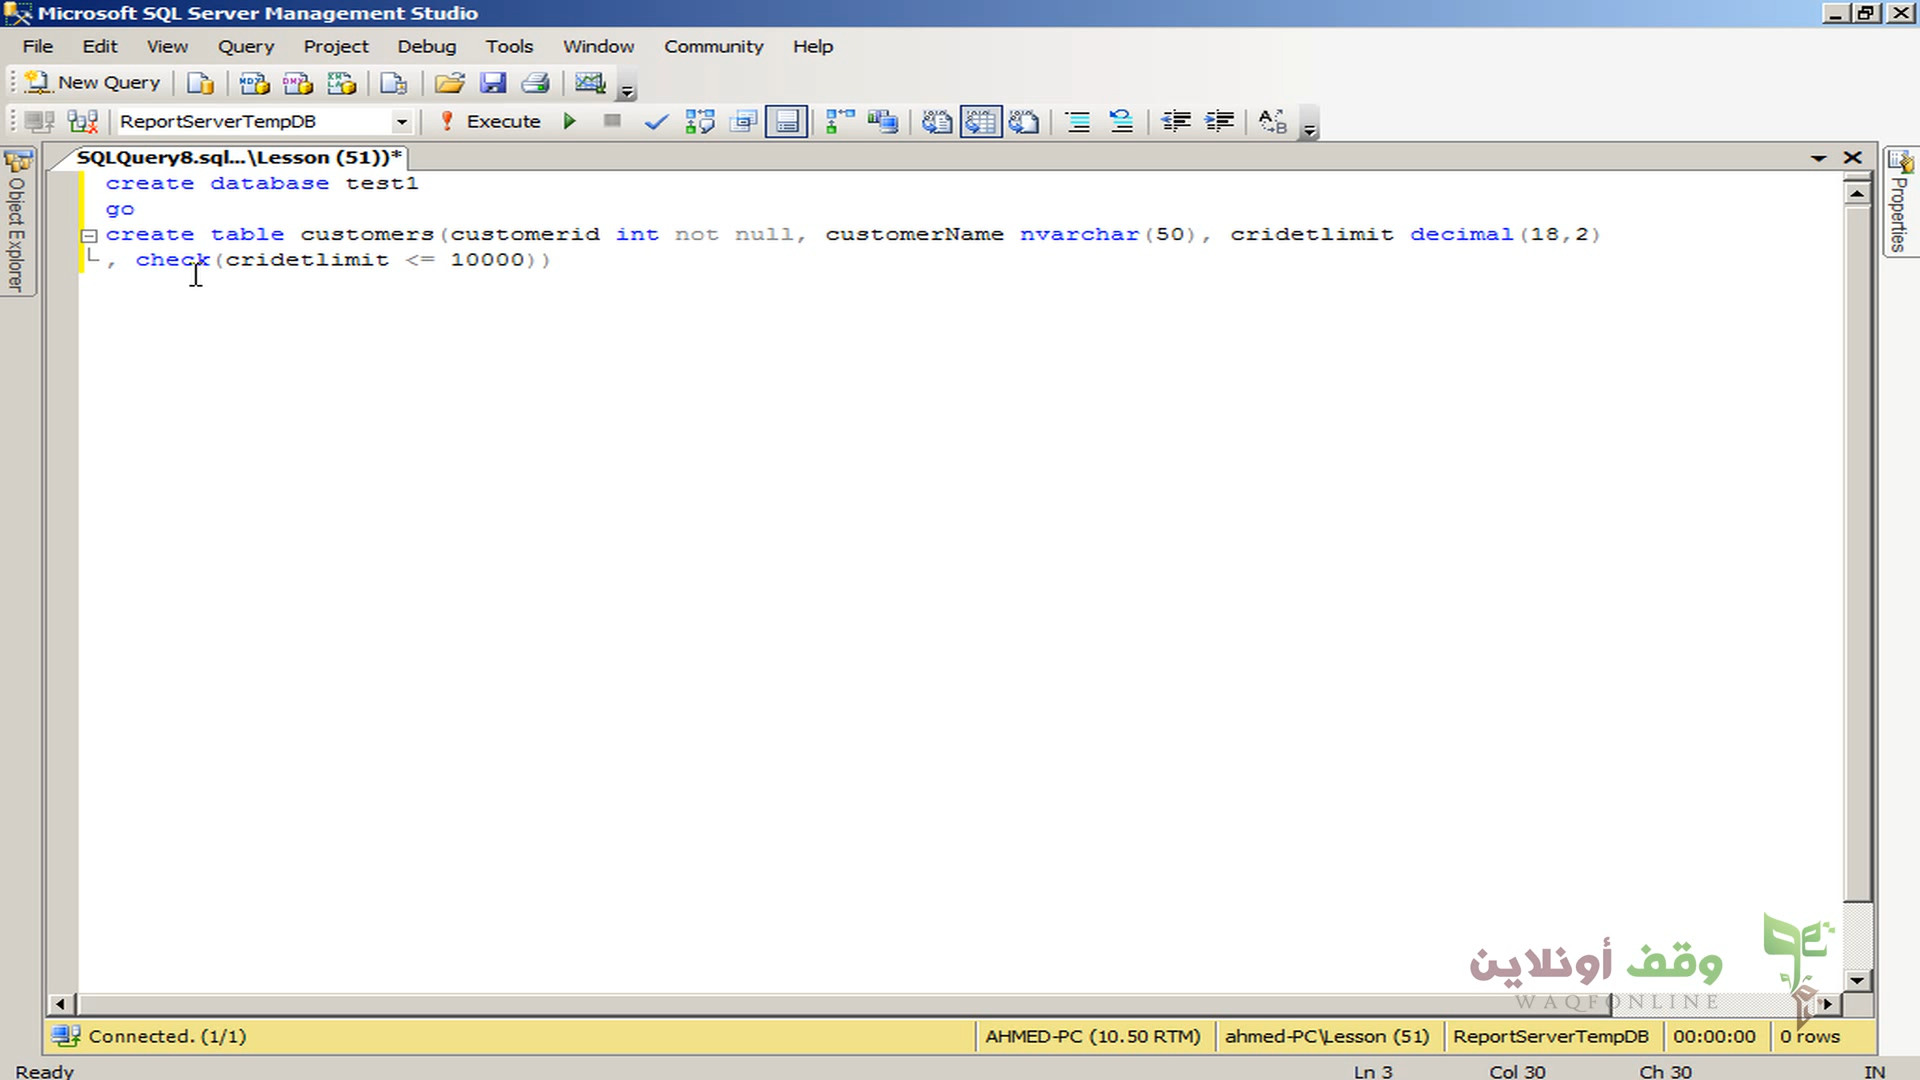 Microsoft SQL Server Management Studio
File Edit View Query Project Debug Tools Window Community Help
New Query
ReportServerTempDB Execute
SQLQuery8.sql...\Lesson (51))*
Object Explorer
Properties
create database test1
go
create table customers(customerid int not null, customerName nvarchar(50), cridetlimit decimal(18,2)
, check(cridetlimit <= 10000))
وقف أونلاين
WAQFONLINE
Connected. (1/1) AHMED-PC (10.50 RTM) ahmed-PC\Lesson (51) ReportServerTempDB 00:00:00 0 rows
Ready Ln 3 Col 30 Ch 30 IN